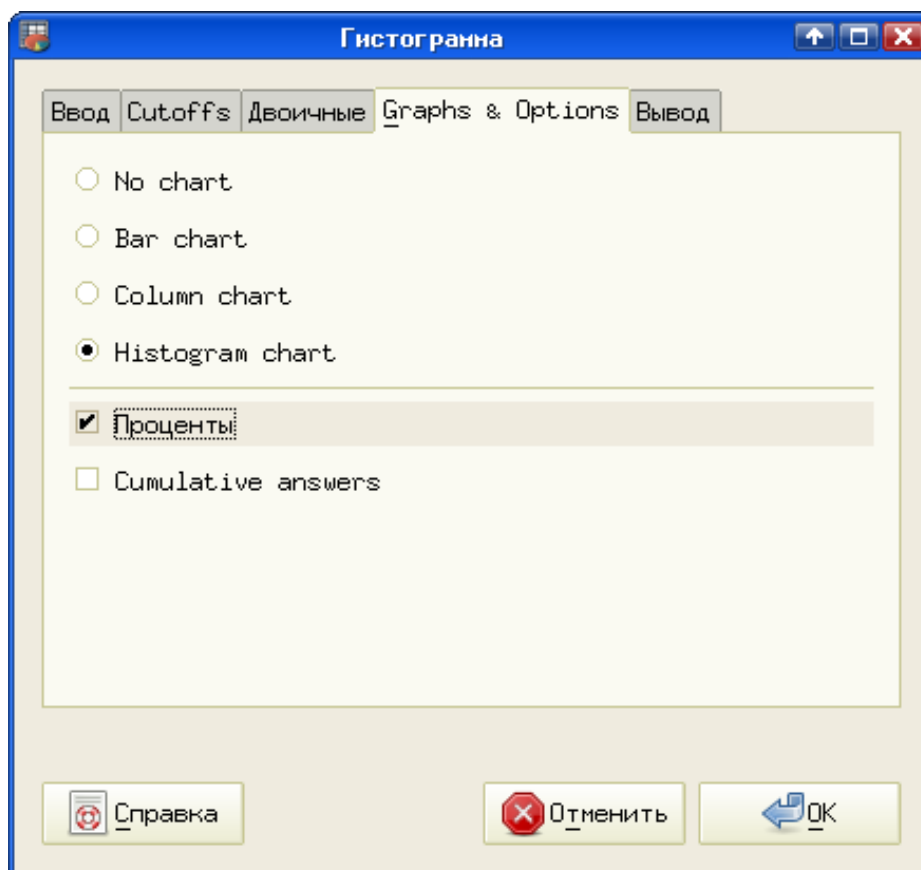 Гистограмма
Ввод Cutoffs Двоичные Graphs & Options Вывод
No chart
Bar chart
Column chart
Histogram chart
Проценты
Cumulative answers
Справка Отменить OK